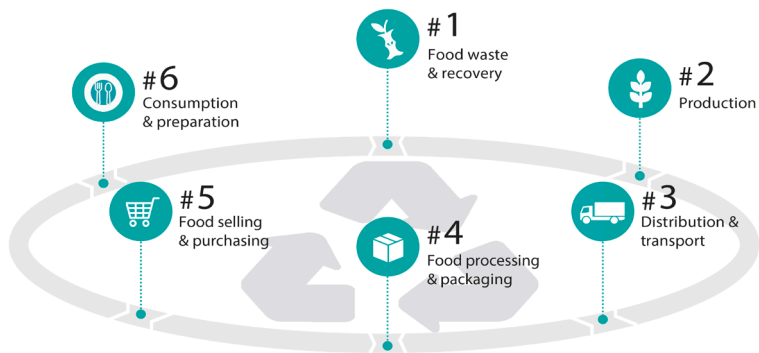 #1
Food waste
& recovery
#2
Production
#3
Distribution &
transport
#4
Food processing
& packaging
#5
Food selling
& purchasing
#6
Consumption
& preparation